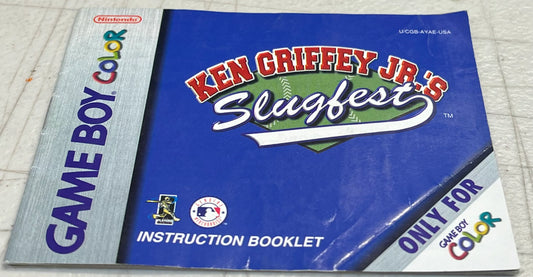 Nintendo
GAME BOY COLOR
U/CGB-AYAE-USA
KEN GRIFFEY JR.'S
Slugfest
TM
INSTRUCTION BOOKLET
ONLY FOR
GAME BOY
COLOR